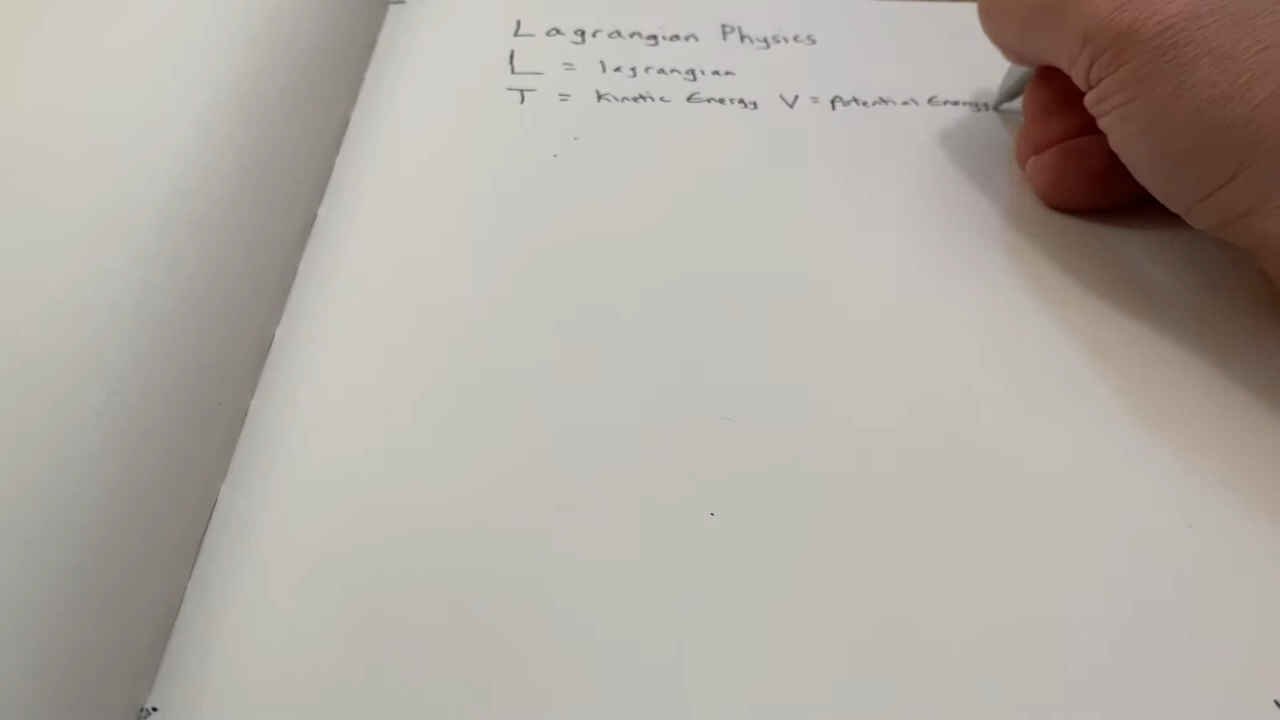 Lagrangian Physics
L = lagrangian
T = Kinetic Energy V = Potential Energy